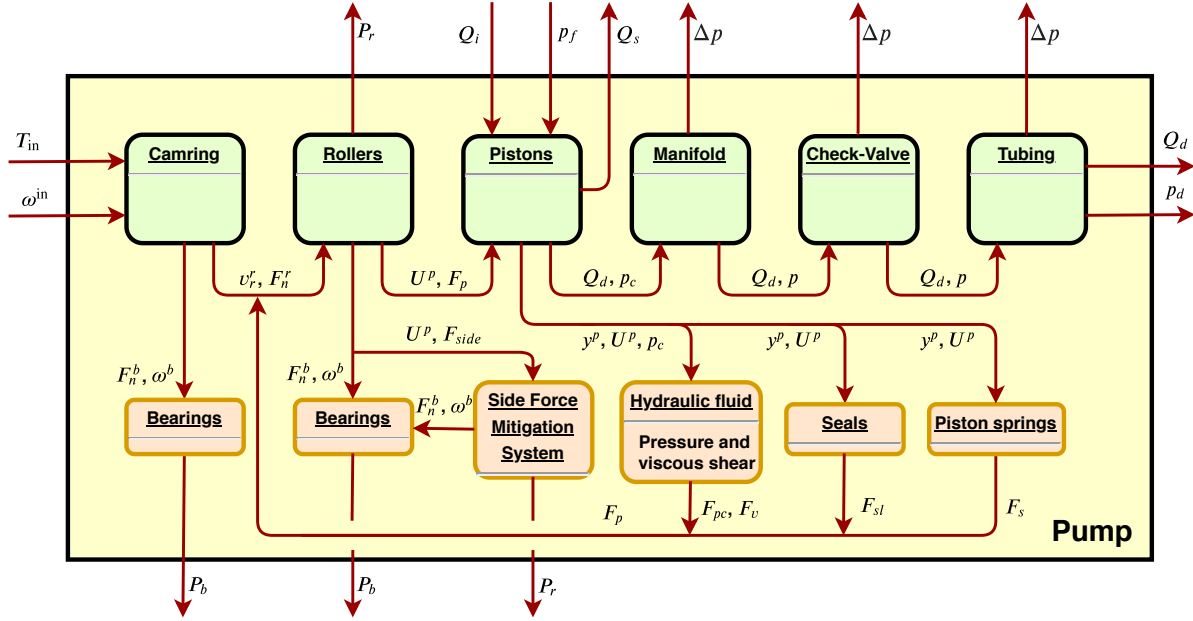 P_r
Q_i
p_f
Q_s
Δp
Δp
Δp
T_in
ω^in
Camring
Rollers
Pistons
Manifold
Check-Valve
Tubing
Q_d
p_d
v_r^r, F_n^r
U^p, F_p
Q_d, p_c
Q_d, p
Q_d, p
U^p, F_side
y^p, U^p, p_c
y^p, U^p
y^p, U^p
F_n^b, ω^b
F_n^b, ω^b
F_n^b, ω^b
Bearings
Bearings
Side Force
Mitigation
System
Hydraulic fluid
Pressure and
viscous shear
Seals
Piston springs
F_p
F_pc, F_v
F_sl
F_s
Pump
P_b
P_b
P_r